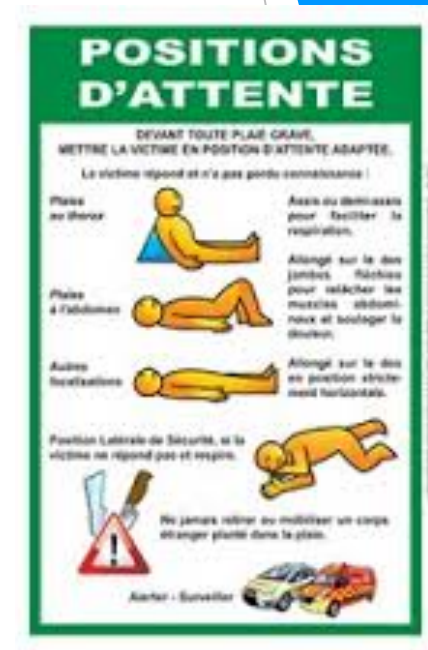 POSITIONS
D'ATTENTE
DEVANT TOUTE PLAIE GRAVE,
METTRE LA VICTIME EN POSITION D'ATTENTE ADAPTÉE.
La victime répond et n'a pas perdu connaissance :
Plaies
au thorax
Assis ou demi-assis
pour faciliter la
respiration.
Plaies
à l'abdomen
Allongé sur le dos
jambes fléchies
pour relâcher les
muscles abdomi-
naux et soulager la
douleur.
Autres
localisations
Allongé sur le dos
en position stricte-
ment horizontale.
Position Latérale de Sécurité, si la
victime ne répond pas et respire.
Ne jamais retirer ou mobiliser un corps
étranger planté dans la plaie.
Alerter - Surveiller